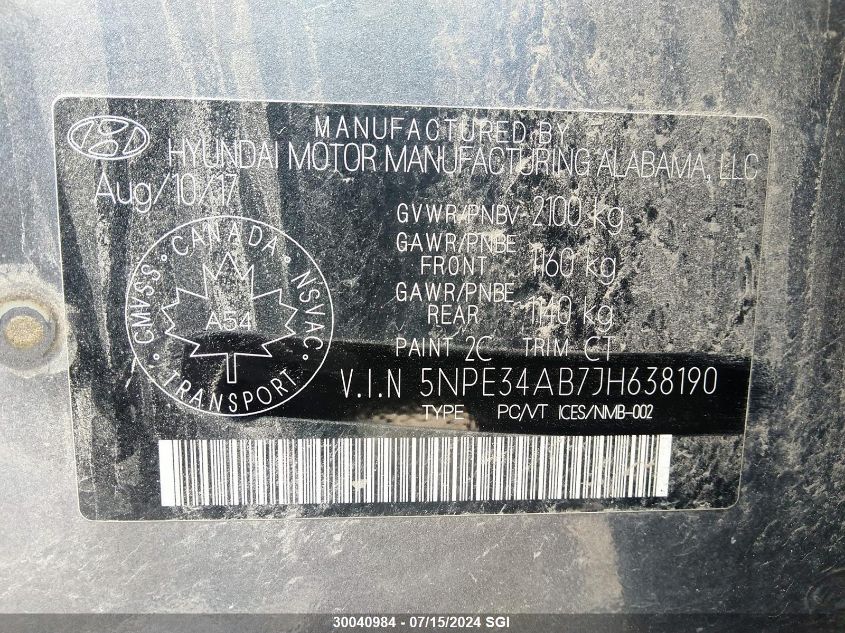 MANUFACTURED BY
HYUNDAI MOTOR MANUFACTURING ALABAMA, LLC
Aug/10/17
GVWR/PNBV 2100 kg
GAWR/PNBE
FRONT 1160 kg
GAWR/PNBE
REAR 1140 kg
CMVSS · CANADA · NSVAC · TRANSPORT ·
A54
PAINT 2C TRIM CT
V.I.N 5NPE34AB7JH638190
TYPE PC/VT ICES/NMB-002
30040984 - 07/15/2024 SGI